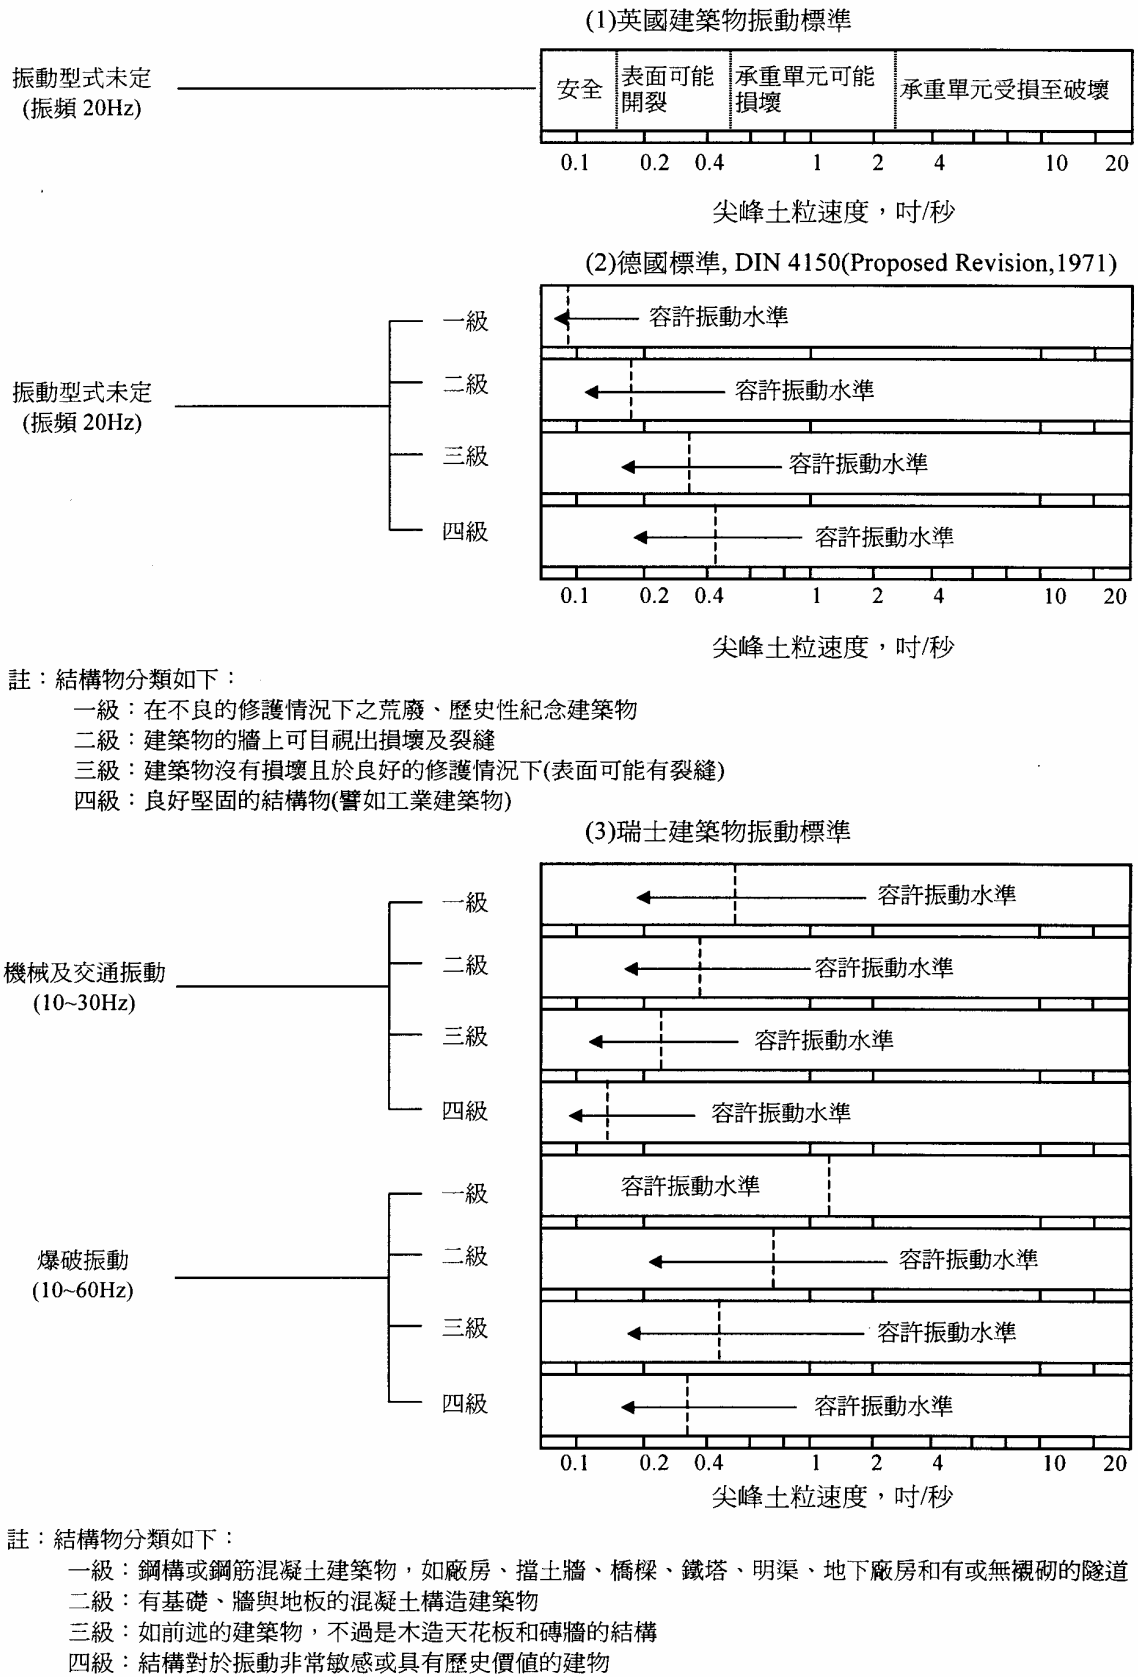 (1)英國建築物振動標準
振動型式未定
(振頻 20Hz)
安全
表面可能
開裂
承重單元可能
損壞
承重單元受損至破壞
0.1 0.2 0.4 1 2 4 10 20
尖峰土粒速度，吋/秒
(2)德國標準, DIN 4150(Proposed Revision,1971)
振動型式未定
(振頻 20Hz)
一級 容許振動水準
二級 容許振動水準
三級 容許振動水準
四級 容許振動水準
0.1 0.2 0.4 1 2 4 10 20
尖峰土粒速度，吋/秒
註：結構物分類如下：
一級：在不良的修護情況下之荒廢、歷史性紀念建築物
二級：建築物的牆上可目視出損壞及裂縫
三級：建築物沒有損壞且於良好的修護情況下(表面可能有裂縫)
四級：良好堅固的結構物(譬如工業建築物)
(3)瑞士建築物振動標準
機械及交通振動
(10~30Hz)
一級 容許振動水準
二級 容許振動水準
三級 容許振動水準
四級 容許振動水準
爆破振動
(10~60Hz)
一級 容許振動水準
二級 容許振動水準
三級 容許振動水準
四級 容許振動水準
0.1 0.2 0.4 1 2 4 10 20
尖峰土粒速度，吋/秒
註：結構物分類如下：
一級：鋼構或鋼筋混凝土建築物，如廠房、擋土牆、橋樑、鐵塔、明渠、地下廠房和有或無襯砌的隧道
二級：有基礎、牆與地板的混凝土構造建築物
三級：如前述的建築物，不過是木造天花板和磚牆的結構
四級：結構對於振動非常敏感或具有歷史價值的建物